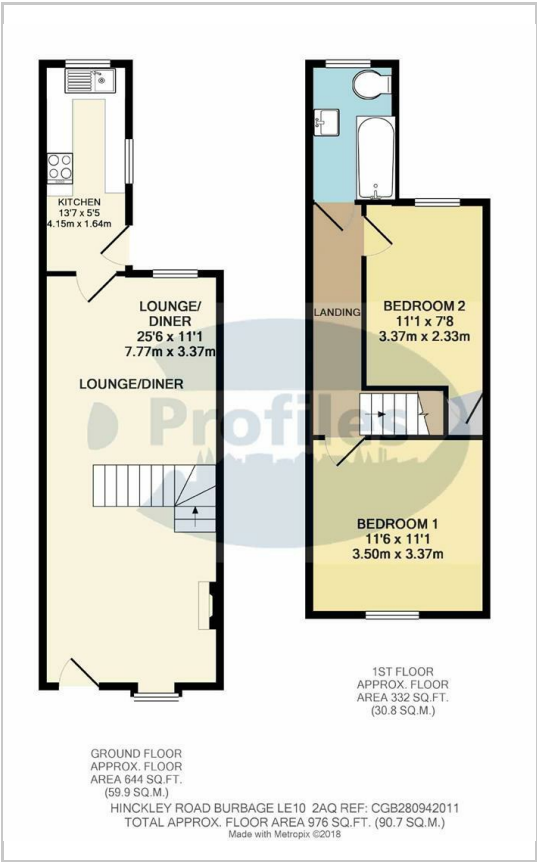 KITCHEN
13'7 x 5'5
4.15m x 1.64m
LOUNGE/
DINER
25'6 x 11'1
7.77m x 3.37m
LOUNGE/DINER
LANDING
BEDROOM 2
11'1 x 7'8
3.37m x 2.33m
Profiles
BEDROOM 1
11'6 x 11'1
3.50m x 3.37m
1ST FLOOR
APPROX. FLOOR
AREA 332 SQ.FT.
(30.8 SQ.M.)
GROUND FLOOR
APPROX. FLOOR
AREA 644 SQ.FT.
(59.9 SQ.M.)
HINCKLEY ROAD BURBAGE LE10 2AQ REF: CGB280942011
TOTAL APPROX. FLOOR AREA 976 SQ.FT. (90.7 SQ.M.)
Made with Metropix ©2018